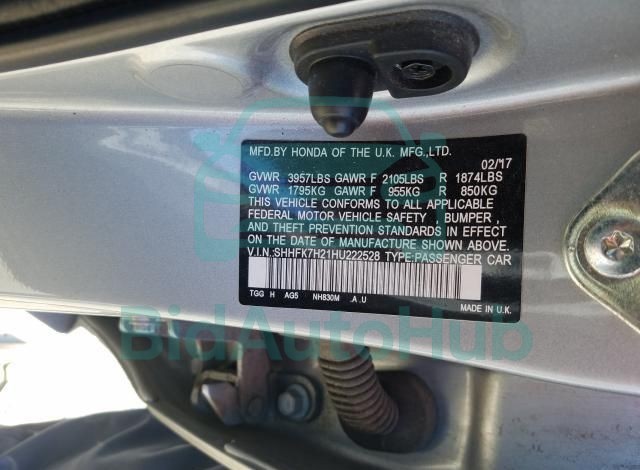 MFD.BY HONDA OF THE U.K. MFG.,LTD.
02/17
GVWR 3957LBS GAWR F 2105LBS R 1874LBS
GVWR 1795KG GAWR F 955KG R 850KG
THIS VEHICLE CONFORMS TO ALL APPLICABLE
FEDERAL MOTOR VEHICLE SAFETY , BUMPER ,
AND THEFT PREVENTION STANDARDS IN EFFECT
ON THE DATE OF MANUFACTURE SHOWN ABOVE.
V.I.N.:SHHFK7H21HU222528 TYPE:PASSENGER CAR
TGG H AG5 NH830M .A .U MADE IN U.K.
BidAutoHub